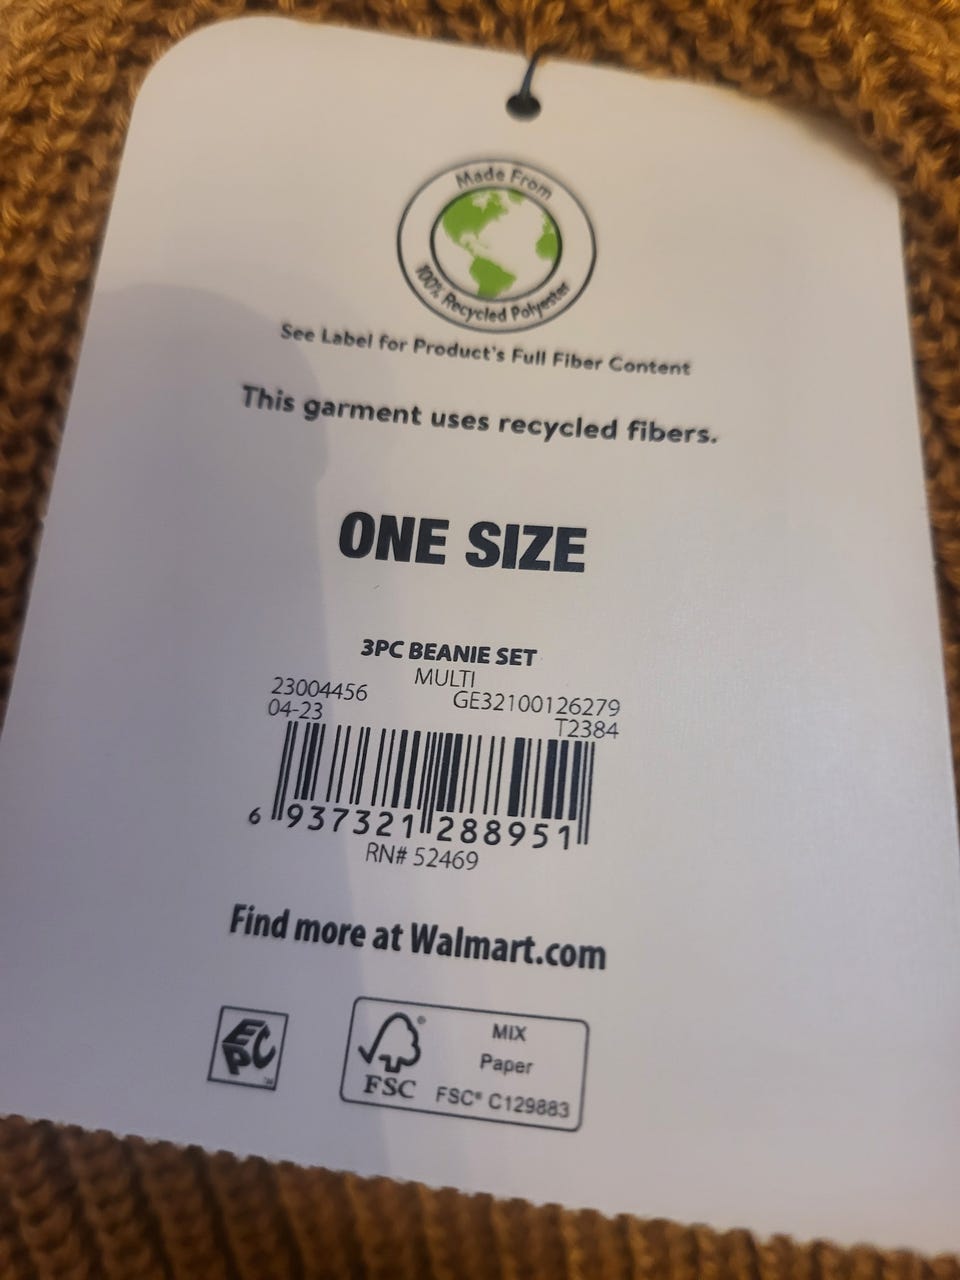 Made From
100% Recycled Polyester
See Label for Product's Full Fiber Content
This garment uses recycled fibers.
ONE SIZE
3PC BEANIE SET
MULTI
23004456 GE32100126279
04-23 T2384
6 937321 288951
RN# 52469
Find more at Walmart.com
EPC TM
FSC ® MIX
Paper
FSC® C129883